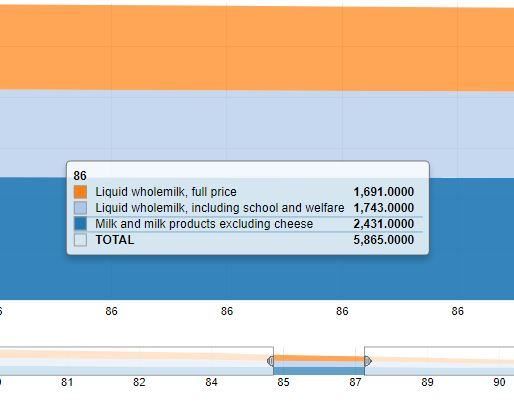 86
Liquid wholemilk, full price 1,691.0000
Liquid wholemilk, including school and welfare 1,743.0000
Milk and milk products excluding cheese 2,431.0000
TOTAL 5,865.0000
86 86 86 86
81 82 84 85 87 89 90